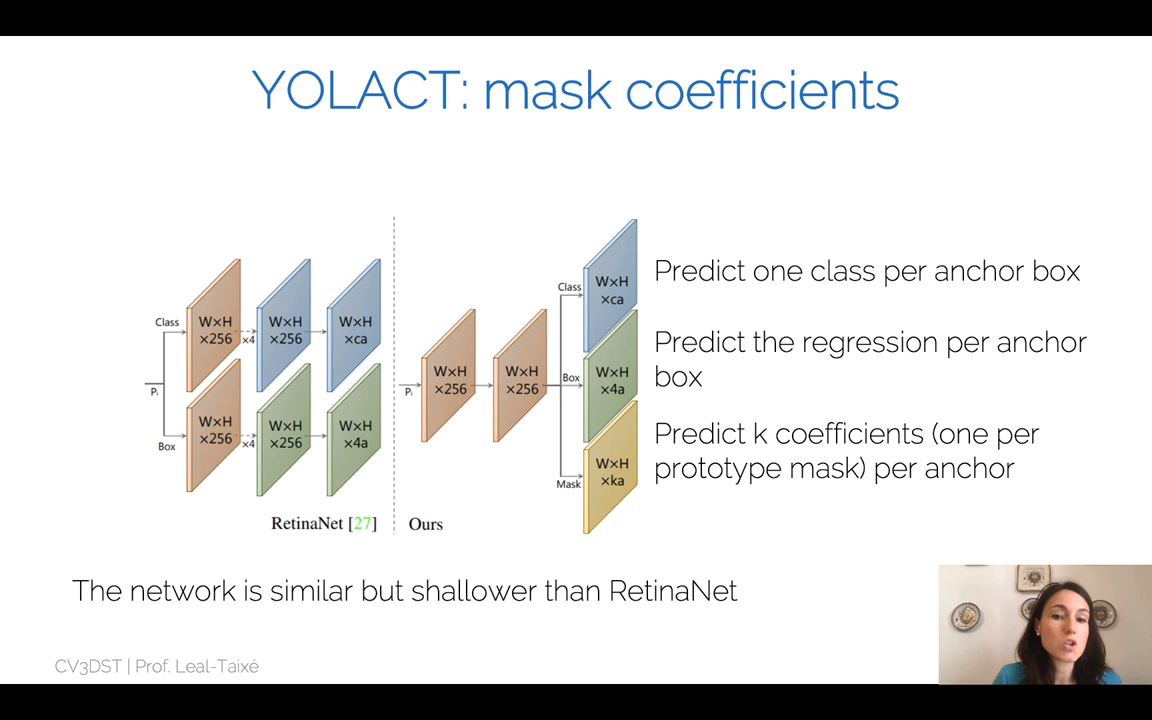 YOLACT: mask coefficients
Class
W×H
×256
×4
W×H
×256
W×H
×ca
Pᵢ
Box
W×H
×256
×4
W×H
×256
W×H
×4a
RetinaNet [27]
Pᵢ
W×H
×256
W×H
×256
Class
W×H
×ca
Box
W×H
×4a
Mask
W×H
×ka
Ours
Predict one class per anchor box
Predict the regression per anchor
box
Predict k coefficients (one per
prototype mask) per anchor
The network is similar but shallower than RetinaNet
CV3DST | Prof. Leal-Taixé